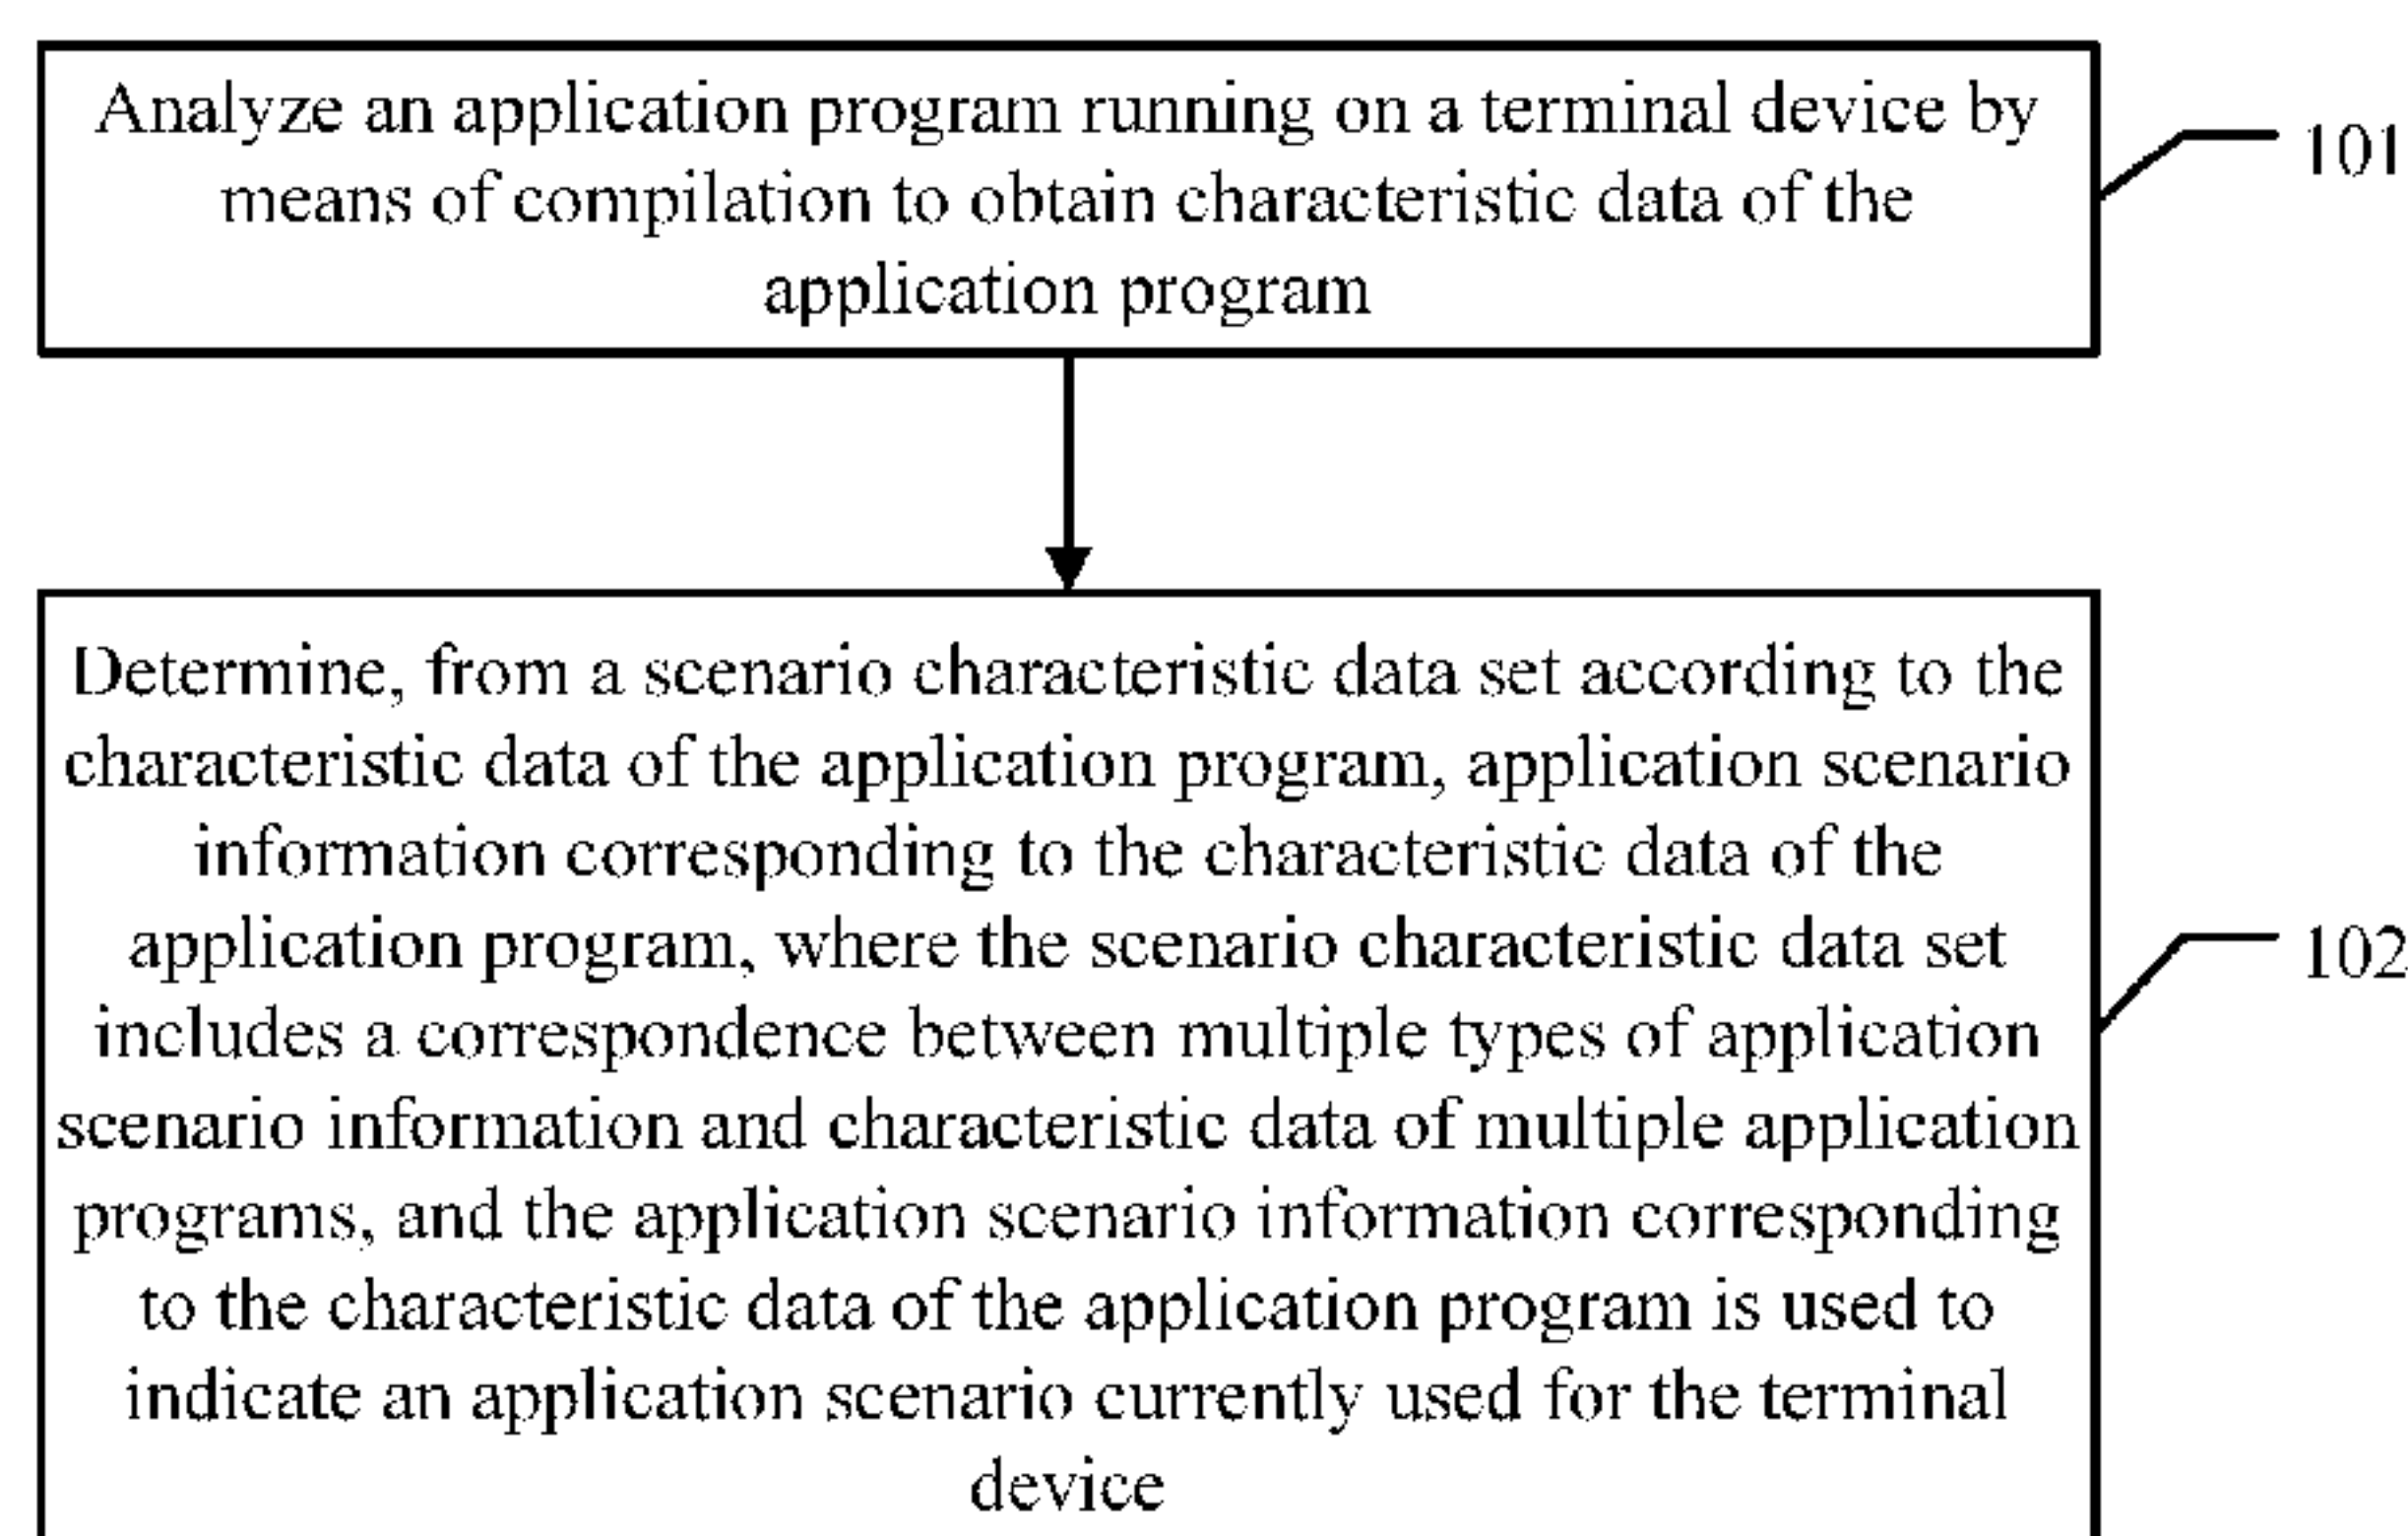 Analyze an application program running on a terminal device by
means of compilation to obtain characteristic data of the
application program
101
Determine, from a scenario characteristic data set according to the
characteristic data of the application program, application scenario
information corresponding to the characteristic data of the
application program, where the scenario characteristic data set
includes a correspondence between multiple types of application
scenario information and characteristic data of multiple application
programs, and the application scenario information corresponding
to the characteristic data of the application program is used to
indicate an application scenario currently used for the terminal
device
102